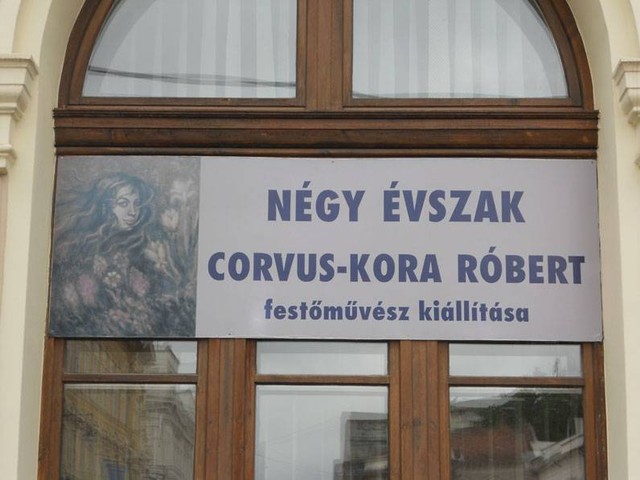 NÉGY ÉVSZAK
CORVUS-KORA RÓBERT
festőművész kiállítása